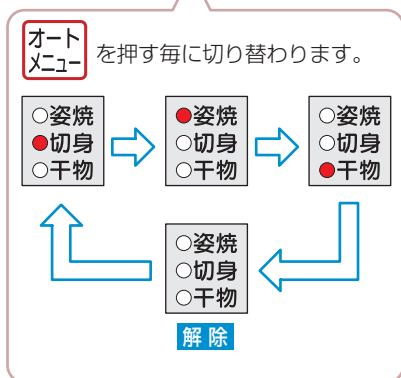 オート
メニュー を押す毎に切り替わります。
○姿焼
●切身
○干物
●姿焼
○切身
○干物
○姿焼
○切身
●干物
○姿焼
○切身
○干物
解除